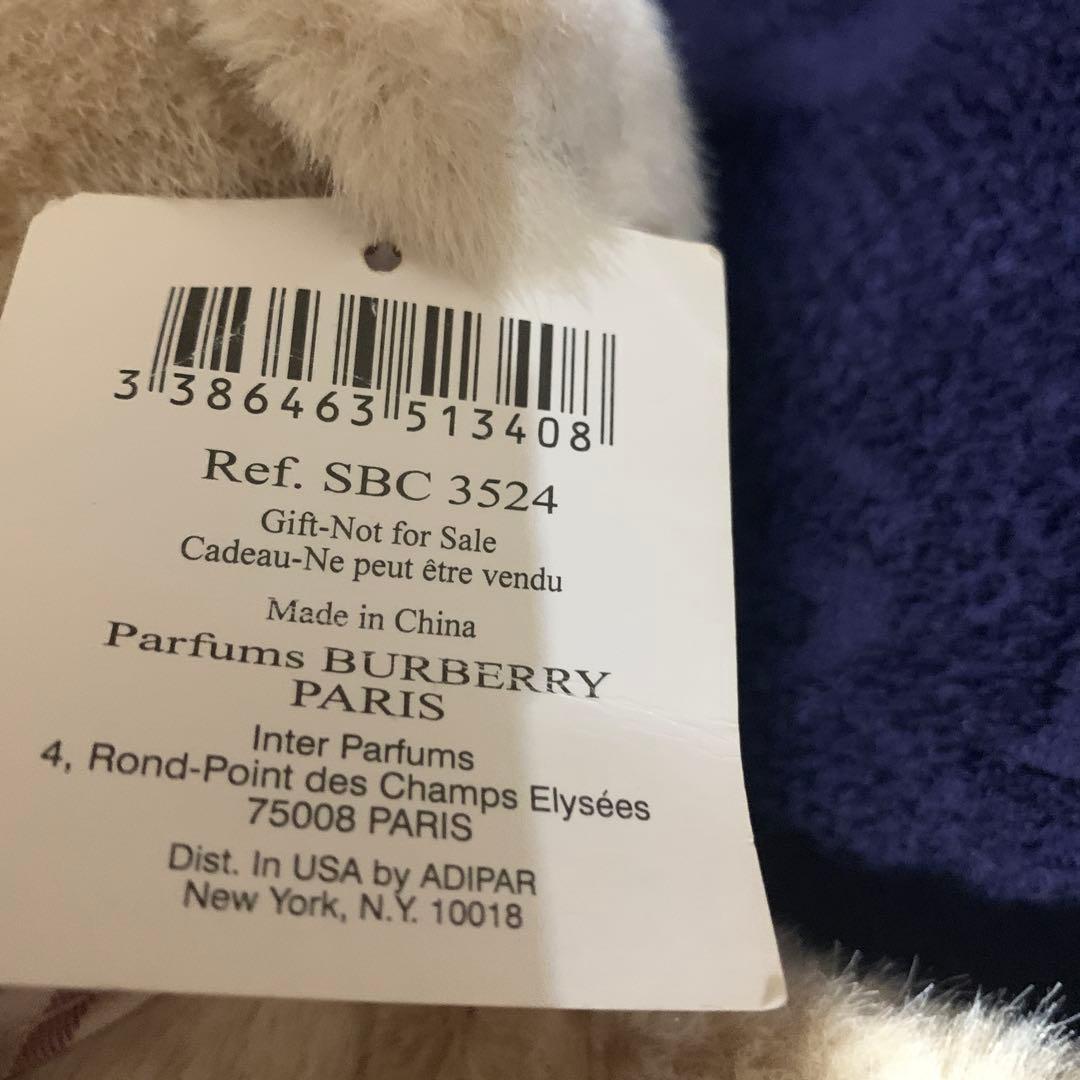 3 386463 513408
Ref. SBC 3524
Gift-Not for Sale
Cadeau-Ne peut être vendu
Made in China
Parfums BURBERRY
PARIS
Inter Parfums
4, Rond-Point des Champs Elysées
75008 PARIS
Dist. In USA by ADIPAR
New York, N.Y. 10018